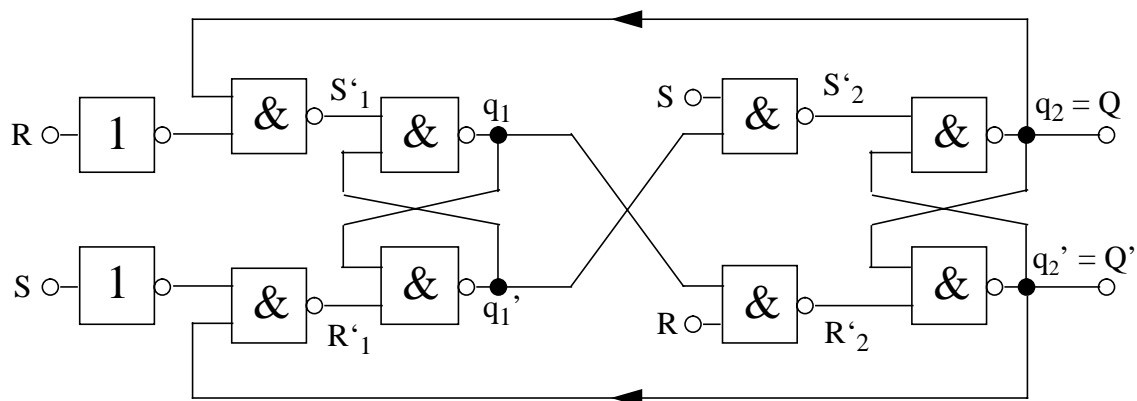 S‘1
q1
S
S‘2
q2 = Q
R
1
&
&
&
&
S
1
&
&
q1’
R‘1
&
R
R‘2
&
q2’ = Q’